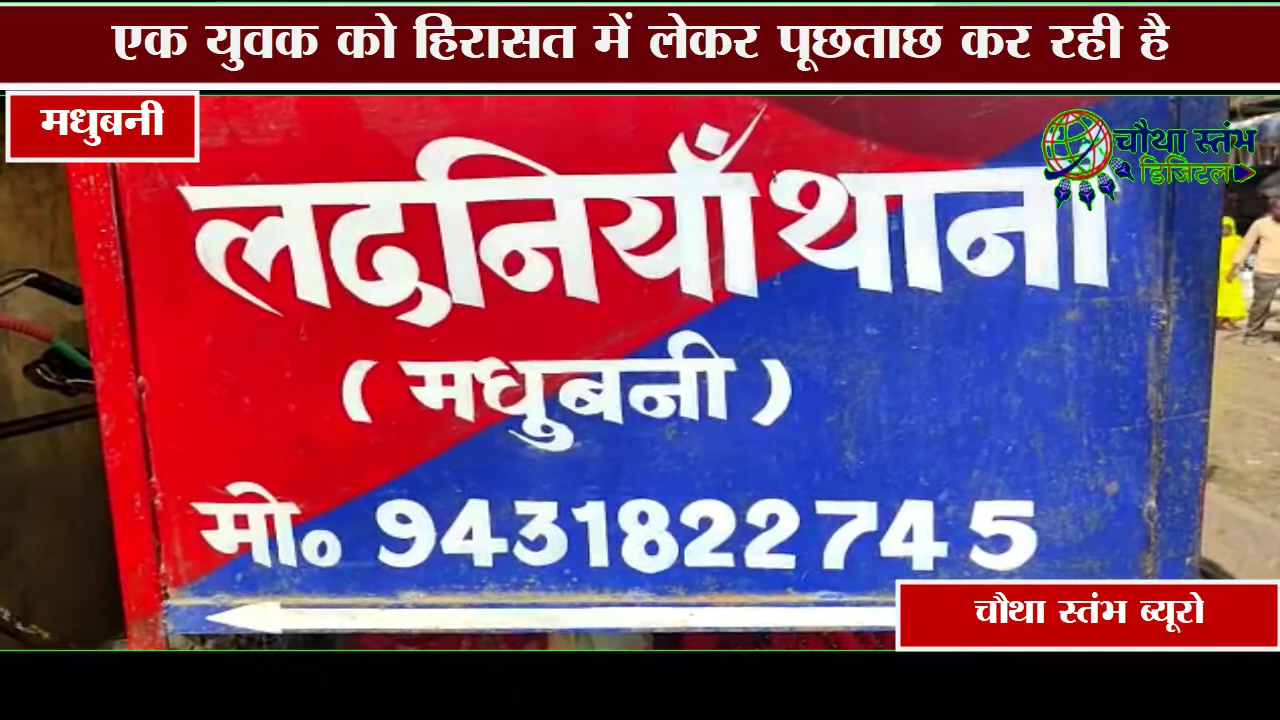 एक युवक को हिरासत में लेकर पूछताछ कर रही है
मधुबनी
चौथा स्तंभ
डिजिटल
लदनियाँ थाना
( मधुबनी )
मो० 9431822745
चौथा स्तंभ ब्यूरो